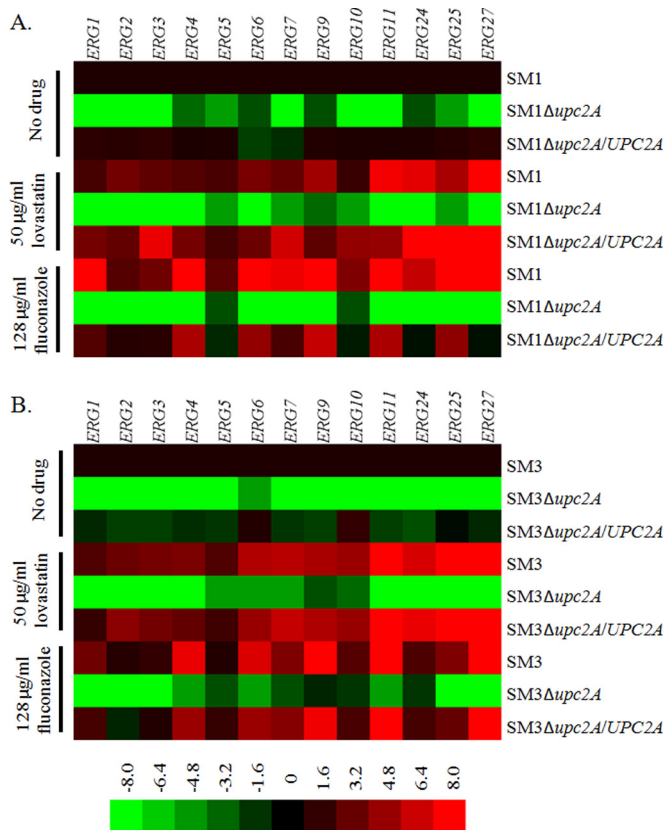 A.
ERG1 ERG2 ERG3 ERG4 ERG5 ERG6 ERG7 ERG9 ERG10 ERG11 ERG24 ERG25 ERG27
No drug
SM1
SM1Δupc2A
SM1Δupc2A/UPC2A
50 µg/ml
lovastatin
SM1
SM1Δupc2A
SM1Δupc2A/UPC2A
128 µg/ml
fluconazole
SM1
SM1Δupc2A
SM1Δupc2A/UPC2A
B.
ERG1 ERG2 ERG3 ERG4 ERG5 ERG6 ERG7 ERG9 ERG10 ERG11 ERG24 ERG25 ERG27
No drug
SM3
SM3Δupc2A
SM3Δupc2A/UPC2A
50 µg/ml
lovastatin
SM3
SM3Δupc2A
SM3Δupc2A/UPC2A
128 µg/ml
fluconazole
SM3
SM3Δupc2A
SM3Δupc2A/UPC2A
-8.0 -6.4 -4.8 -3.2 -1.6 0 1.6 3.2 4.8 6.4 8.0